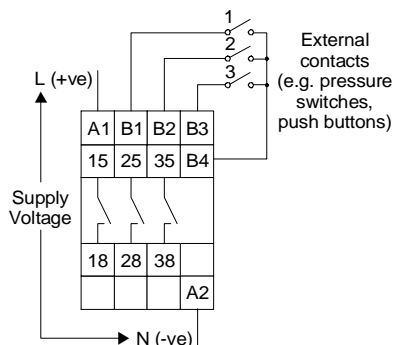 1
2
3
External
contacts
(e.g. pressure
switches,
push buttons)
L (+ve)
A1 B1 B2 B3
15 25 35 B4
Supply
Voltage
18 28 38
A2
N (-ve)